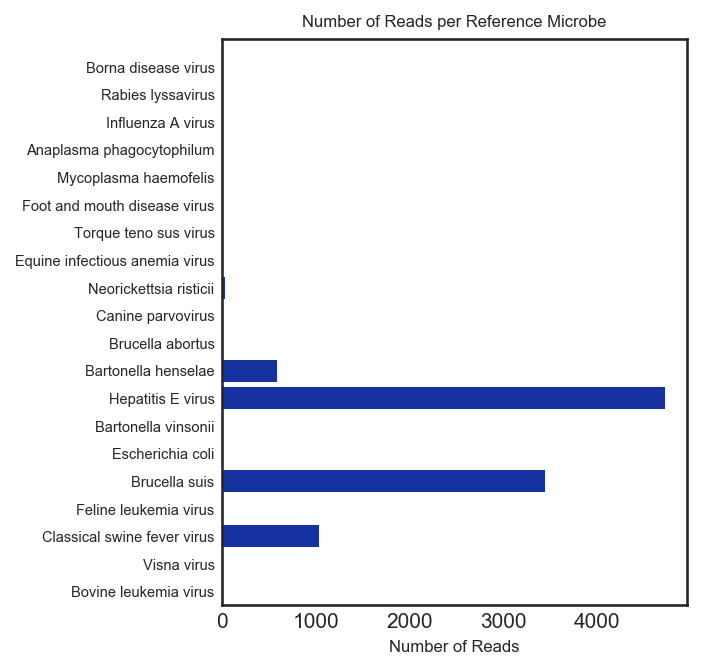 Number of Reads per Reference Microbe
Borna disease virus
Rabies lyssavirus
Influenza A virus
Anaplasma phagocytophilum
Mycoplasma haemofelis
Foot and mouth disease virus
Torque teno sus virus
Equine infectious anemia virus
Neorickettsia risticii
Canine parvovirus
Brucella abortus
Bartonella henselae
Hepatitis E virus
Bartonella vinsonii
Escherichia coli
Brucella suis
Feline leukemia virus
Classical swine fever virus
Visna virus
Bovine leukemia virus
0 1000 2000 3000 4000
Number of Reads